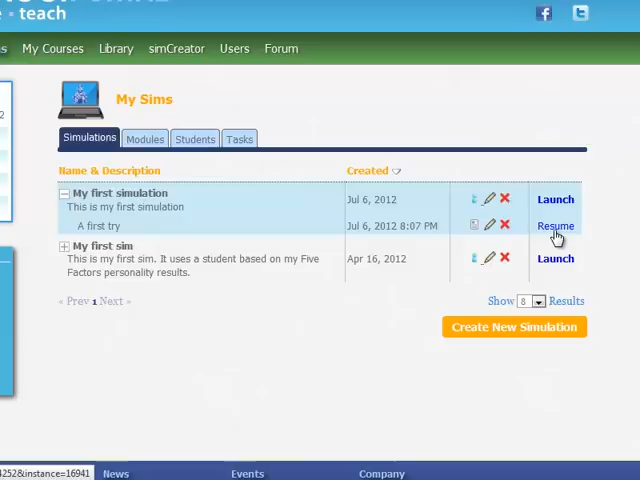 e • teach
My Courses Library simCreator Users Forum
My Sims
Simulations Modules Students Tasks
Name & Description Created
My first simulation Jul 6, 2012 Launch
This is my first simulation
A first try Jul 6, 2012 8:07 PM Resume
My first sim Apr 16, 2012 Launch
This is my first sim. It uses a student based on my Five
Factors personality results.
« Prev 1 Next » Show 8 Results
Create New Simulation
4252&instance=16941 News Events Company